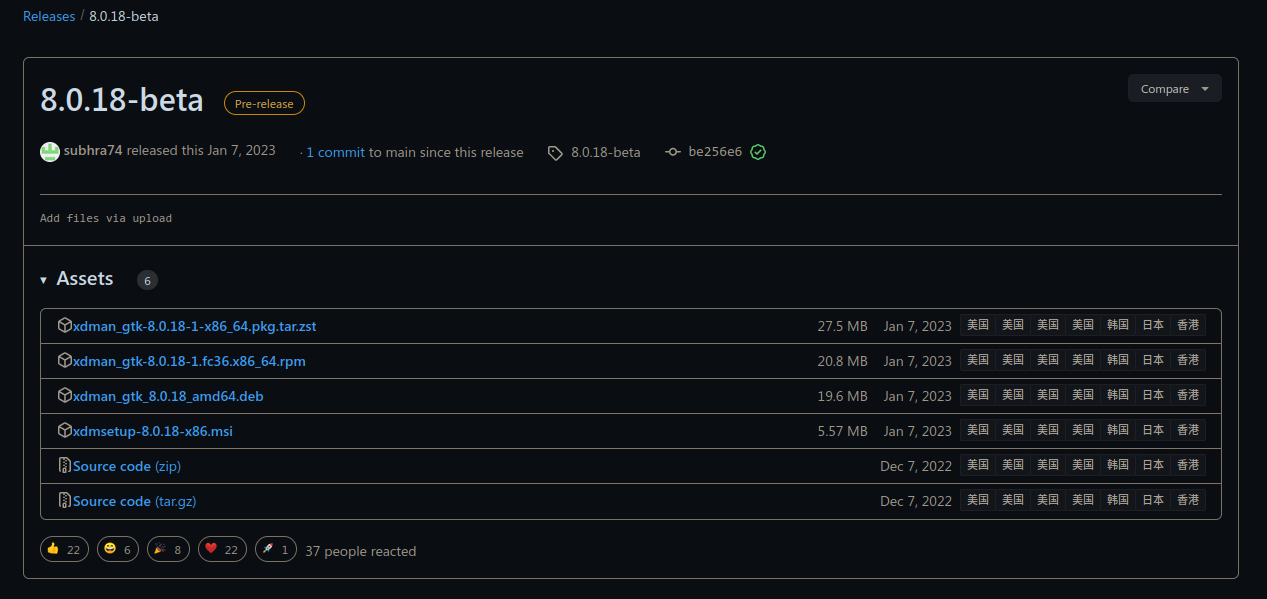 Releases / 8.0.18-beta
8.0.18-beta Pre-release Compare
subhra74 released this Jan 7, 2023 · 1 commit to main since this release 8.0.18-beta be256e6
Add files via upload
Assets 6
xdman_gtk-8.0.18-1-x86_64.pkg.tar.zst 27.5 MB Jan 7, 2023 美国 美国 美国 美国 韩国 日本 香港
xdman_gtk-8.0.18-1.fc36.x86_64.rpm 20.8 MB Jan 7, 2023 美国 美国 美国 美国 韩国 日本 香港
xdman_gtk_8.0.18_amd64.deb 19.6 MB Jan 7, 2023 美国 美国 美国 美国 韩国 日本 香港
xdmsetup-8.0.18-x86.msi 5.57 MB Jan 7, 2023 美国 美国 美国 美国 韩国 日本 香港
Source code (zip) Dec 7, 2022 美国 美国 美国 美国 韩国 日本 香港
Source code (tar.gz) Dec 7, 2022 美国 美国 美国 美国 韩国 日本 香港
👍 22 😄 6 🎉 8 ❤️ 22 🚀 1 37 people reacted